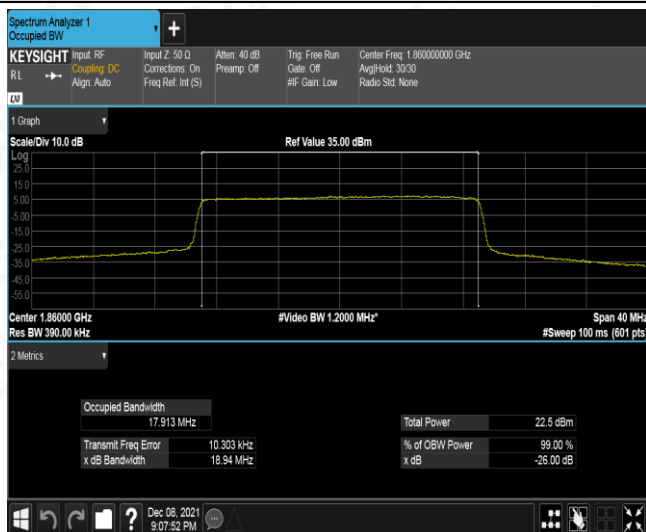 Spectrum Analyzer 1
Occupied BW
+
KEYSIGHT
RL
LXI
Input: RF
Coupling: DC
Align: Auto
Input Z: 50 Ω
Corrections: On
Freq Ref: Int (S)
Atten: 40 dB
Preamp: Off
Trig: Free Run
Gate: Off
#IF Gain: Low
Center Freq: 1.860000000 GHz
Avg|Hold: 30/30
Radio Std: None
1 Graph
Scale/Div 10.0 dB
Ref Value 35.00 dBm
Log
25.0
15.0
5.00
-5.00
-15.0
-25.0
-35.0
-45.0
-55.0
Center 1.86000 GHz
#Video BW 1.2000 MHz*
Span 40 MHz
Res BW 390.00 kHz
#Sweep 100 ms (601 pts)
2 Metrics
Occupied Bandwidth
17.913 MHz
Total Power 22.5 dBm
Transmit Freq Error 10.303 kHz
% of OBW Power 99.00 %
x dB Bandwidth 18.94 MHz
x dB -26.00 dB
?
Dec 08, 2021
9:07:52 PM